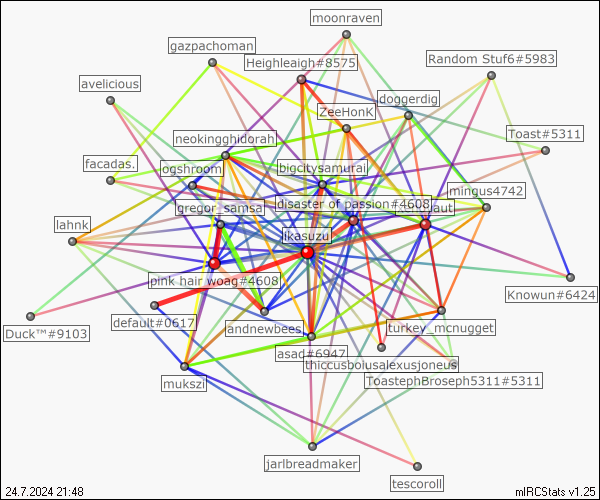 moonraven
gazpachoman
Heighleaigh#8575
Random Stuf6#5983
avelicious
doggerdig
ZeeHonK
Toast#5311
neokingghidorah
facadas.
ogshroom
bigcitysamurai
mingus4742
gregor_samsa
disaster of passion#4608
aut
lahnk
likasuzu
pink hair woag#4608
Knowun#6424
default#0617
Duck™#9103
andnewbees
turkey_mcnugget
asad#6947
thiccusbolusalexusjoneus
mukszi
ToastephBroseph5311#5311
jarlbreadmaker
tescoroll
24.7.2024 21:48
mIRCStats v1.25